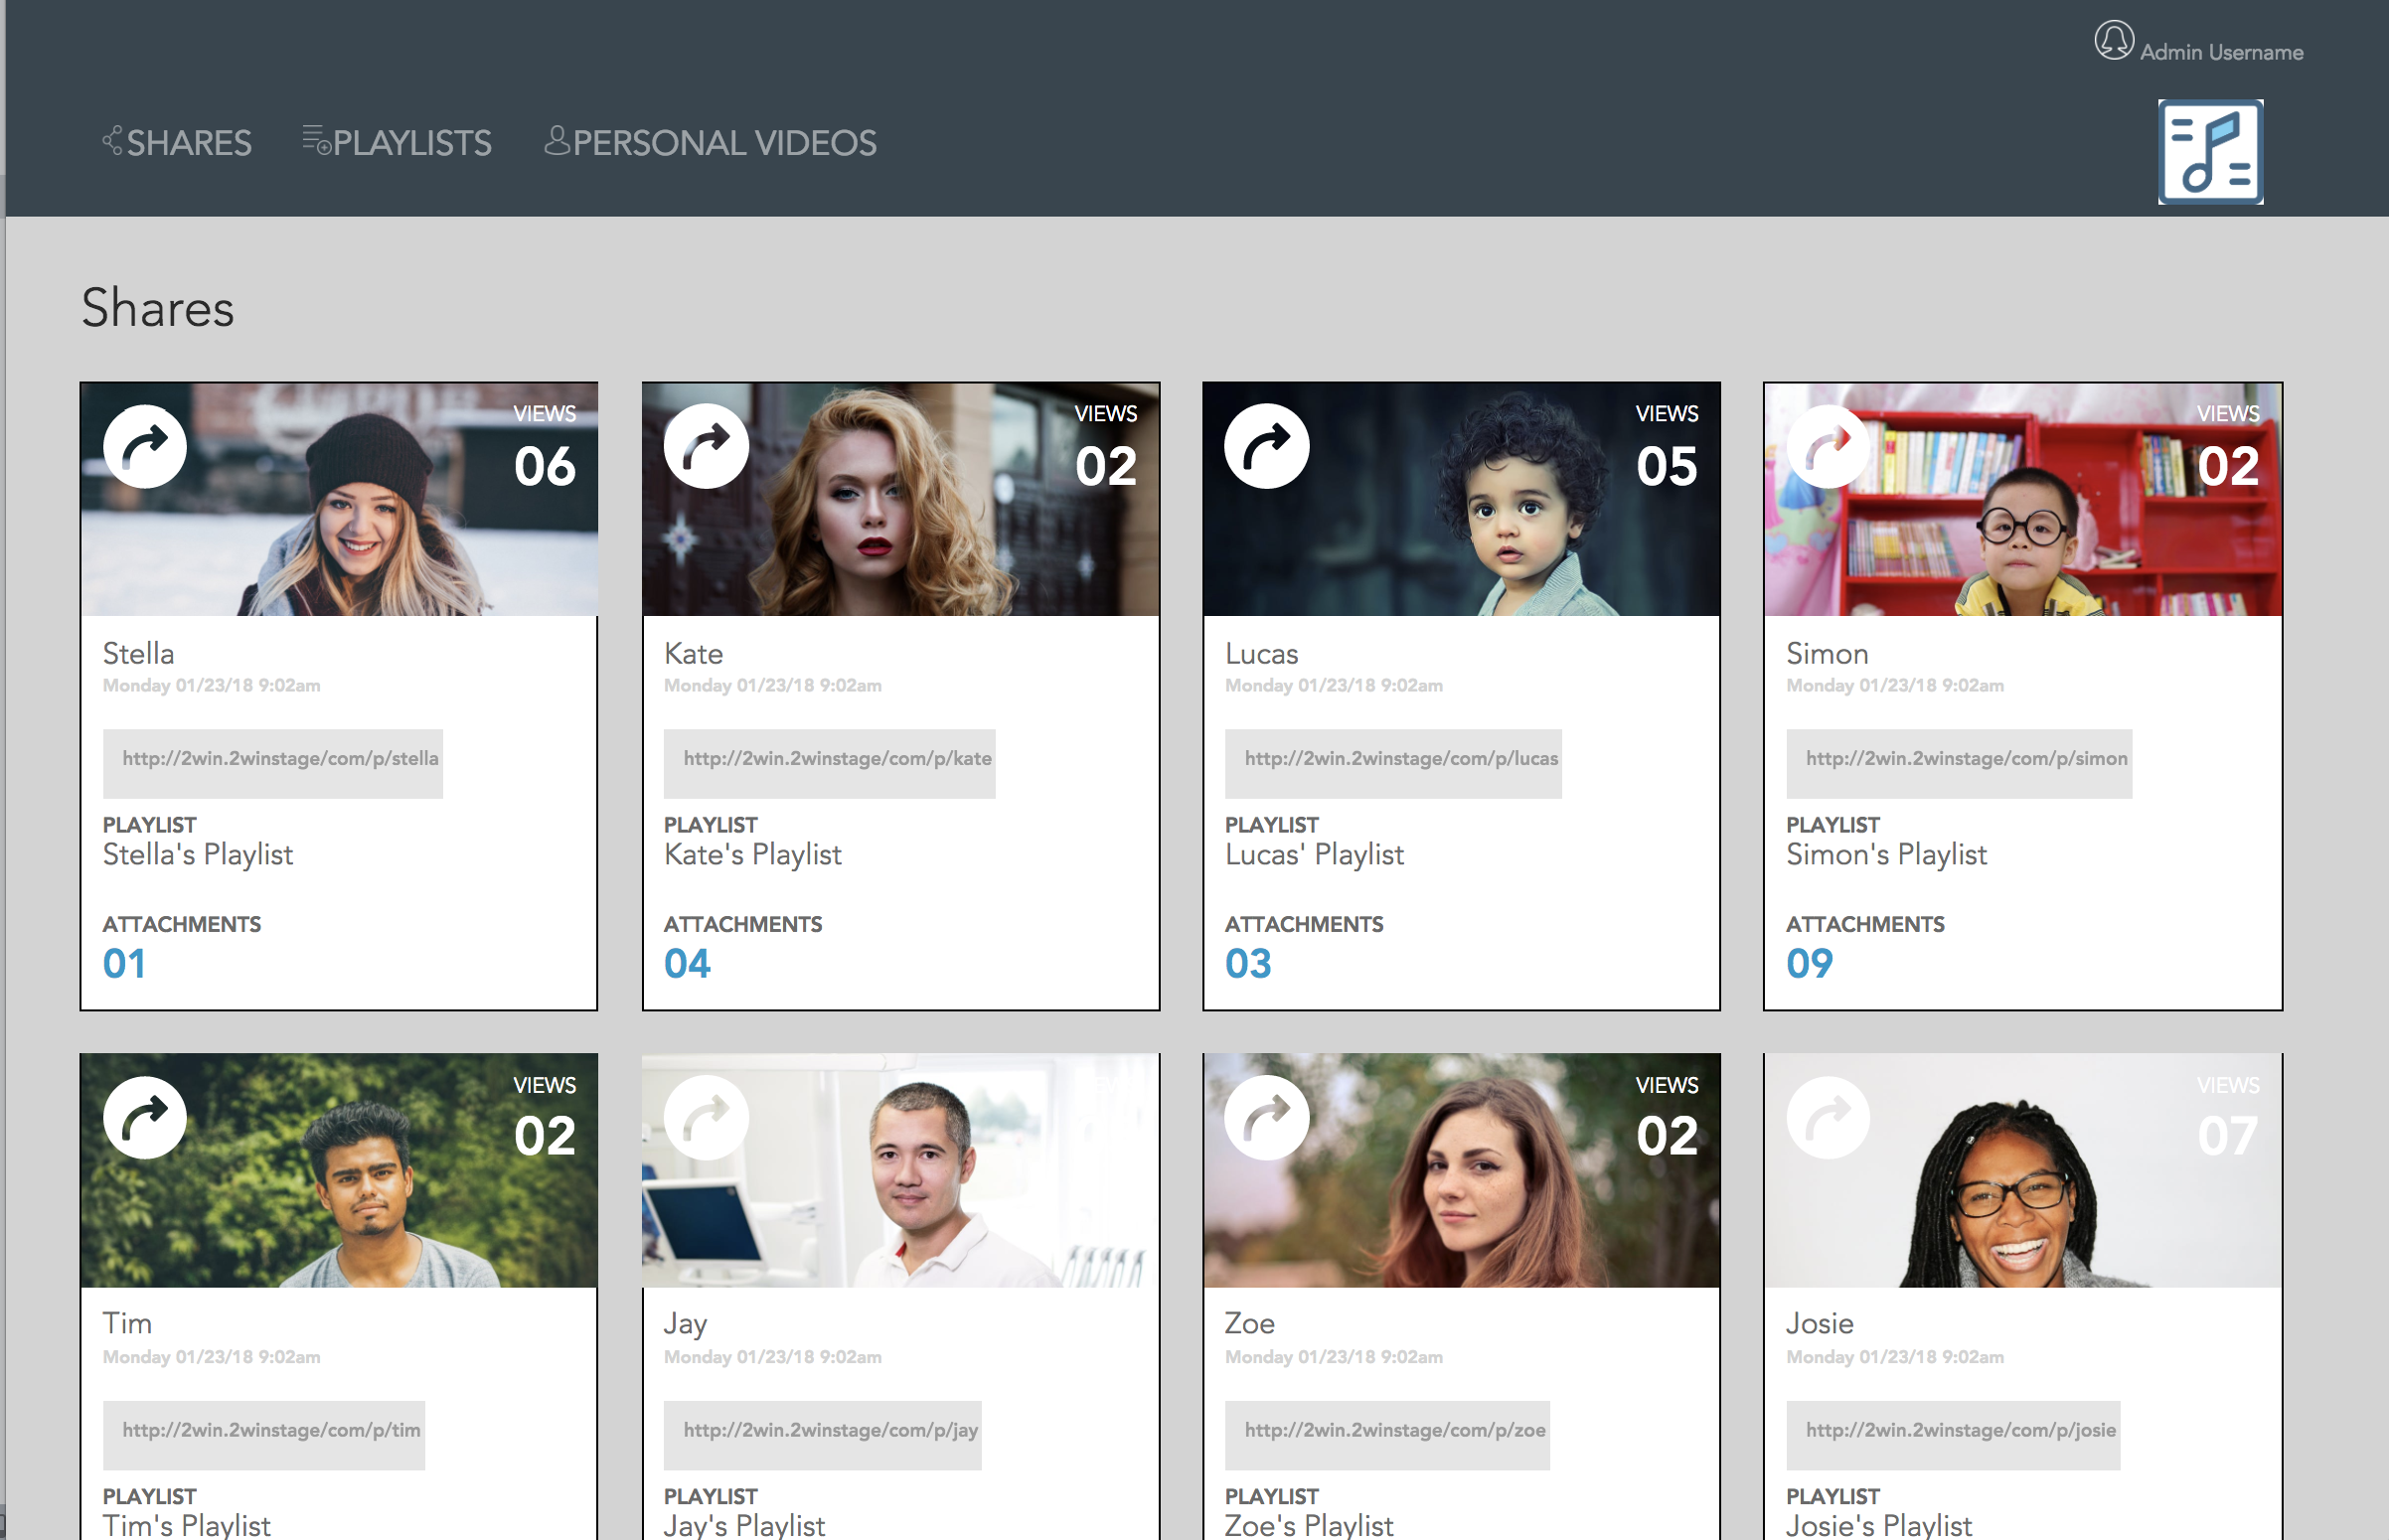 Admin Username
SHARES PLAYLISTS PERSONAL VIDEOS
Shares
VIEWS
06
Stella
Monday 01/23/18 9:02am
http://2win.2winstage/com/p/stella
PLAYLIST
Stella's Playlist
ATTACHMENTS
01
VIEWS
02
Kate
Monday 01/23/18 9:02am
http://2win.2winstage/com/p/kate
PLAYLIST
Kate's Playlist
ATTACHMENTS
04
VIEWS
05
Lucas
Monday 01/23/18 9:02am
http://2win.2winstage/com/p/lucas
PLAYLIST
Lucas' Playlist
ATTACHMENTS
03
VIEWS
02
Simon
Monday 01/23/18 9:02am
http://2win.2winstage/com/p/simon
PLAYLIST
Simon's Playlist
ATTACHMENTS
09
VIEWS
02
Tim
Monday 01/23/18 9:02am
http://2win.2winstage/com/p/tim
PLAYLIST
Tim's Playlist
Jay
Monday 01/23/18 9:02am
http://2win.2winstage/com/p/jay
PLAYLIST
Jay's Playlist
VIEWS
02
Zoe
Monday 01/23/18 9:02am
http://2win.2winstage/com/p/zoe
PLAYLIST
Zoe's Playlist
VIEWS
07
Josie
Monday 01/23/18 9:02am
http://2win.2winstage/com/p/josie
PLAYLIST
Josie's Playlist